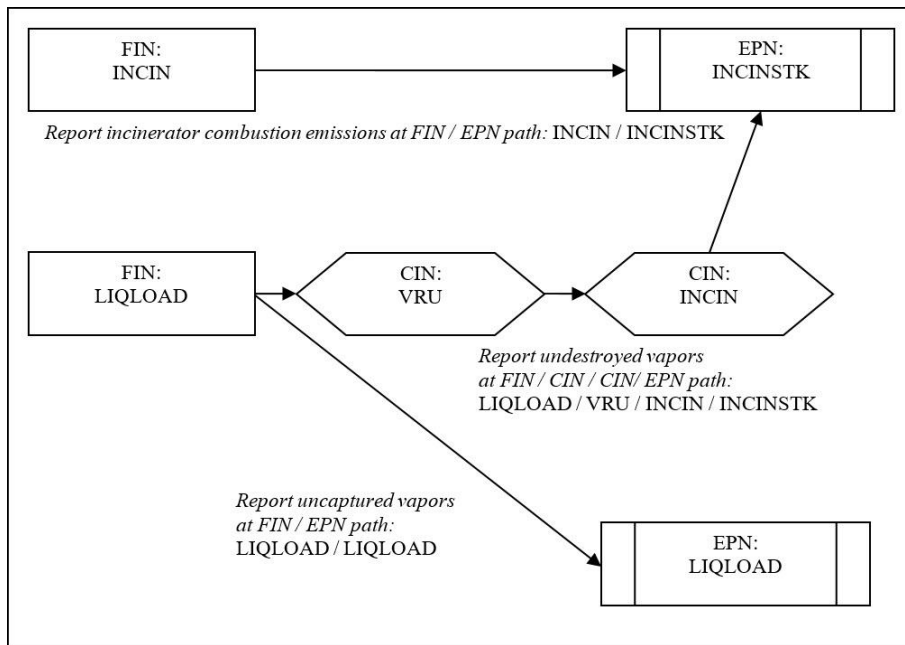 FIN:
INCIN
EPN:
INCINSTK
Report incinerator combustion emissions at FIN / EPN path: INCIN / INCINSTK
FIN:
LIQLOAD
CIN:
VRU
CIN:
INCIN
Report undestroyed vapors
at FIN / CIN / CIN/ EPN path:
LIQLOAD / VRU / INCIN / INCINSTK
Report uncaptured vapors
at FIN / EPN path:
LIQLOAD / LIQLOAD
EPN:
LIQLOAD